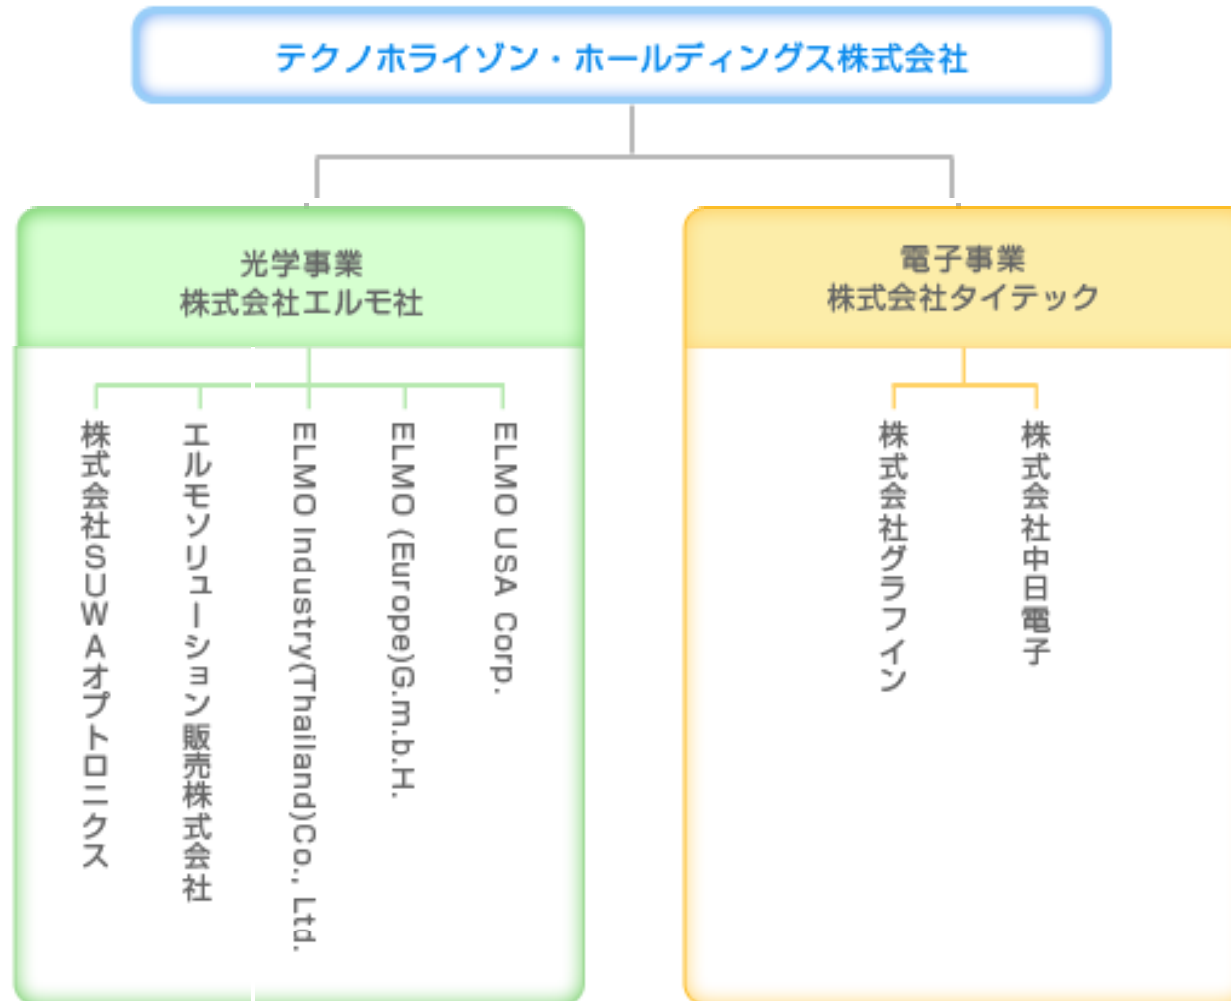 テクノホライゾン・ホールディングス株式会社
光学事業
株式会社エルモ社
株式会社SUWAオプトロニクス
エルモソリューション販売株式会社
ELMO Industry(Thailand)Co., Ltd.
ELMO (Europe)G.m.b.H.
ELMO USA Corp.
電子事業
株式会社タイテック
株式会社グラフイン
株式会社中日電子